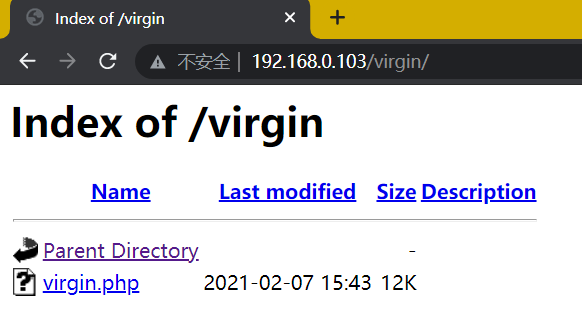 Index of /virgin
不安全 | 192.168.0.103/virgin/
Index of /virgin
Name Last modified Size Description
Parent Directory -
virgin.php 2021-02-07 15:43 12K